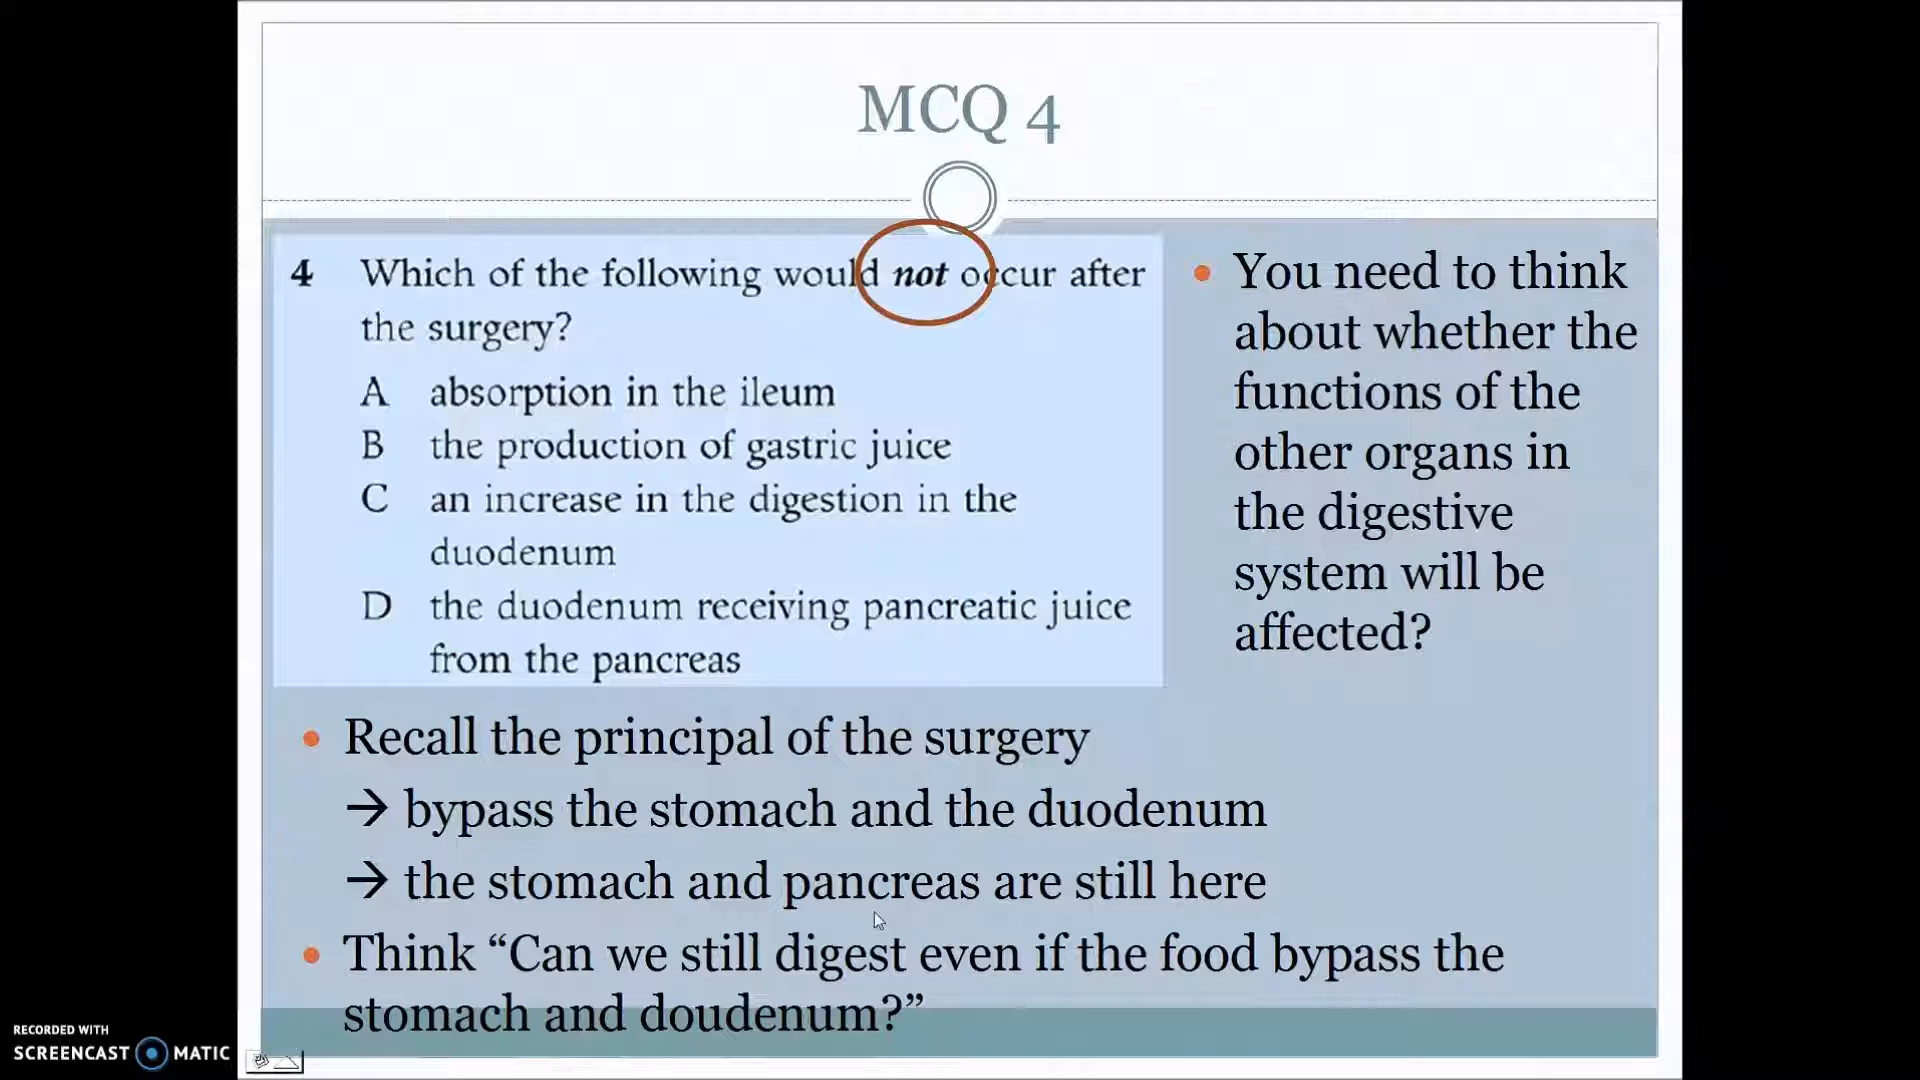 MCQ 4
4 Which of the following would not occur after
the surgery?
A absorption in the ileum
B the production of gastric juice
C an increase in the digestion in the
duodenum
D the duodenum receiving pancreatic juice
from the pancreas
• You need to think
about whether the
functions of the
other organs in
the digestive
system will be
affected?
• Recall the principal of the surgery
→ bypass the stomach and the duodenum
→ the stomach and pancreas are still here
• Think “Can we still digest even if the food bypass the
stomach and doudenum?”
RECORDED WITH
SCREENCAST MATIC